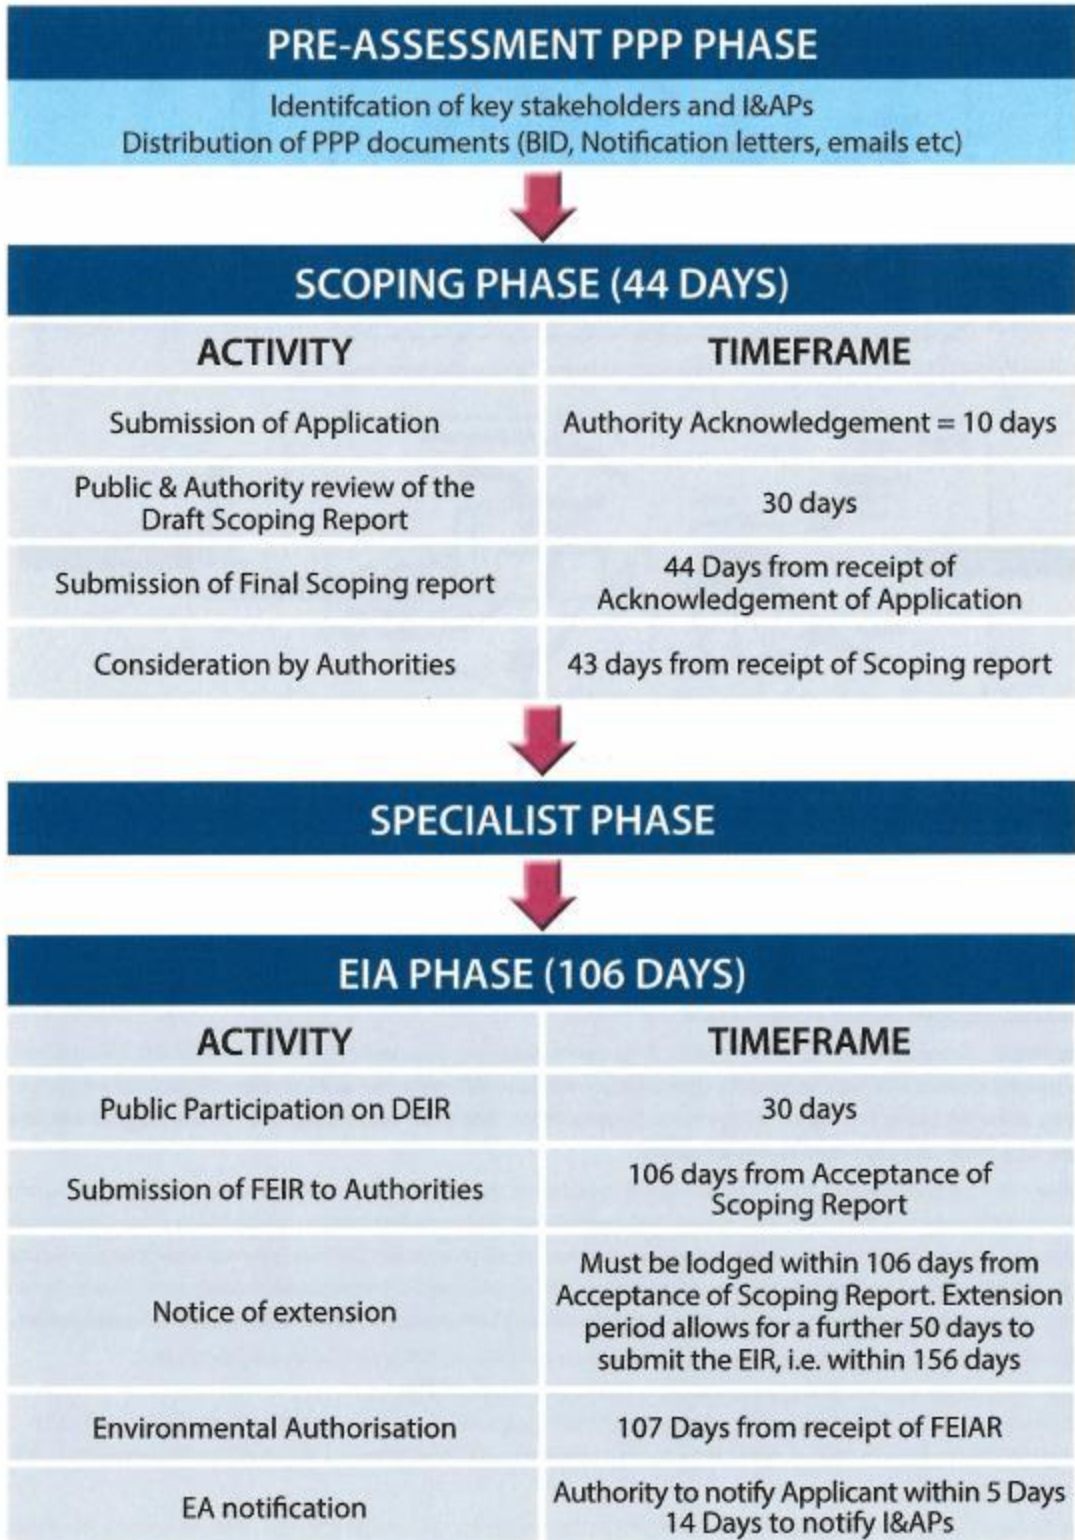 PRE-ASSESSMENT PPP PHASE
Identifcation of key stakeholders and I&APs
Distribution of PPP documents (BID, Notification letters, emails etc)
SCOPING PHASE (44 DAYS)
ACTIVITY
TIMEFRAME
Submission of Application
Authority Acknowledgement = 10 days
Public & Authority review of the
Draft Scoping Report
30 days
Submission of Final Scoping report
44 Days from receipt of
Acknowledgement of Application
Consideration by Authorities
43 days from receipt of Scoping report
SPECIALIST PHASE
EIA PHASE (106 DAYS)
ACTIVITY
TIMEFRAME
Public Participation on DEIR
30 days
Submission of FEIR to Authorities
106 days from Acceptance of
Scoping Report
Notice of extension
Must be lodged within 106 days from
Acceptance of Scoping Report. Extension
period allows for a further 50 days to
submit the EIR, i.e. within 156 days
Environmental Authorisation
107 Days from receipt of FEIAR
EA notification
Authority to notify Applicant within 5 Days
14 Days to notify I&APs